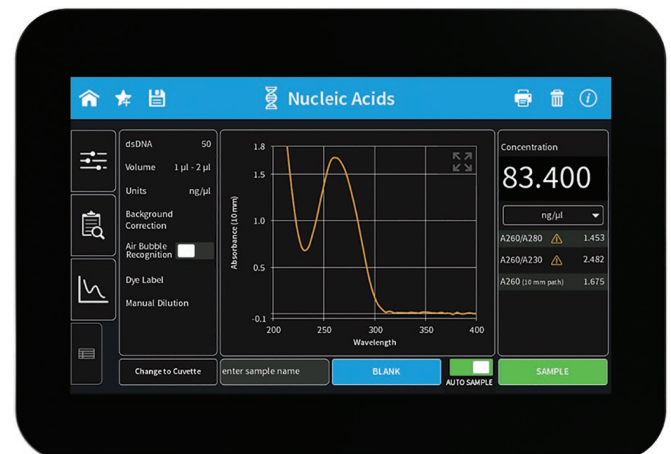 Nucleic Acids
dsDNA 50
Volume 1 µl - 2 µl
Units ng/µl
Background
Correction
Air Bubble
Recognition
Dye Label
Manual Dilution
Absorbance (10 mm)
1.8
1.5
1.0
0.5
-0.1
200 250 300 350 400
Wavelength
Concentration
83.400
ng/µl
A260/A280 1.453
A260/A230 2.482
A260 (10 mm path) 1.675
Change to Cuvette
enter sample name
BLANK
AUTO SAMPLE
SAMPLE